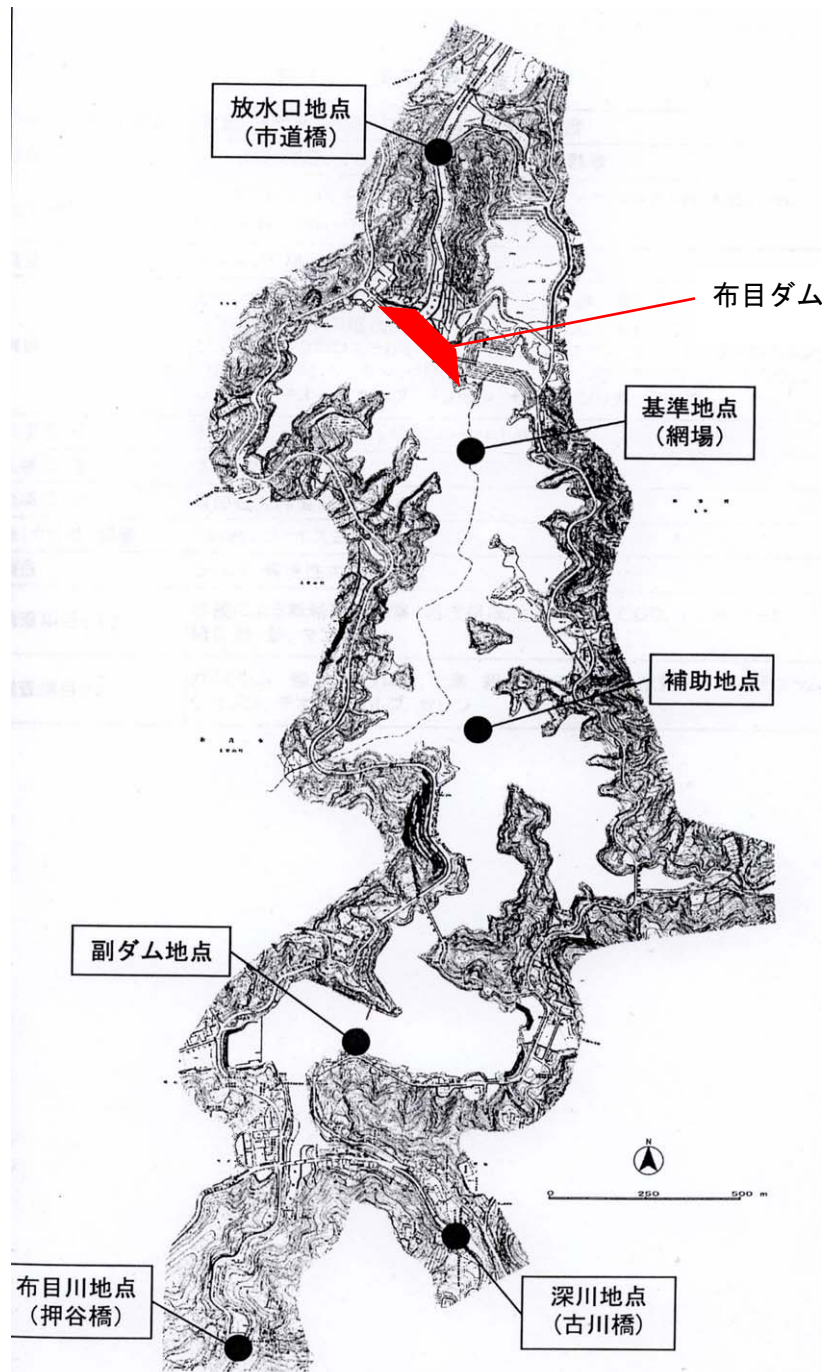 放水口地点
(市道橋)
布目ダム
基準地点
(網場)
補助地点
副ダム地点
N
0 250 500 m
布目川地点
(押谷橋)
深川地点
(古川橋)